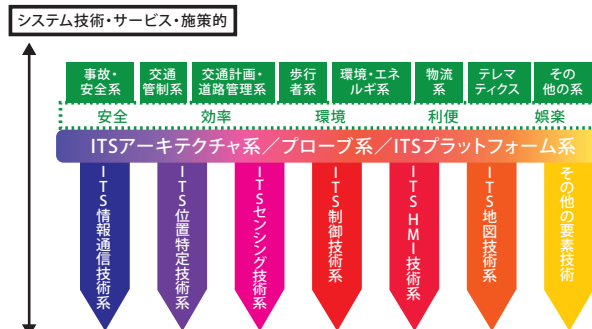 システム技術・サービス・施策的
事故・
安全系
交通
管制系
交通計画・
道路管理系
歩行
者系
環境・エネ
ルギ系
物流
系
テレマ
ティクス
その
他の系
安全 効率 環境 利便 娯楽
ITSアーキテクチャ系／プローブ系／ITSプラットフォーム系
ITS情報通信技術系
ITS位置特定技術系
ITSセンシング技術系
ITS制御技術系
ITS HMI技術系
ITS地図技術系
その他の要素技術